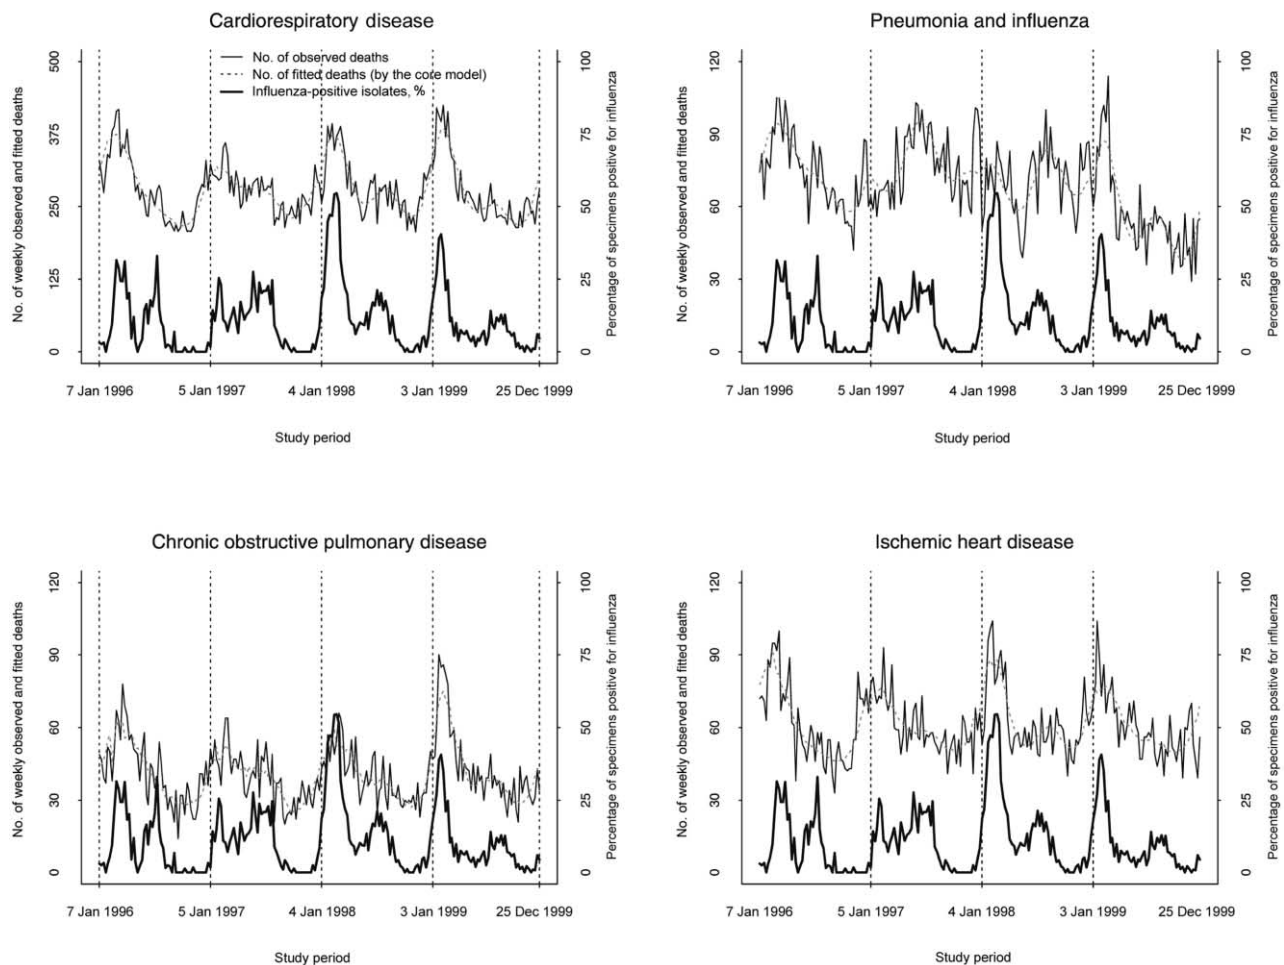 Cardiorespiratory disease
No. of weekly observed and fitted deaths
500
375
250
125
0
No. of observed deaths
No. of fitted deaths (by the core model)
Influenza-positive isolates, %
100
75
50
25
0
Percentage of specimens positive for influenza
7 Jan 1996 5 Jan 1997 4 Jan 1998 3 Jan 1999 25 Dec 1999
Study period
Pneumonia and influenza
No. of weekly observed and fitted deaths
120
90
60
30
0
100
75
50
25
0
Percentage of specimens positive for influenza
7 Jan 1996 5 Jan 1997 4 Jan 1998 3 Jan 1999 25 Dec 1999
Study period
Chronic obstructive pulmonary disease
No. of weekly observed and fitted deaths
120
90
60
30
0
100
75
50
25
0
Percentage of specimens positive for influenza
7 Jan 1996 5 Jan 1997 4 Jan 1998 3 Jan 1999 25 Dec 1999
Study period
Ischemic heart disease
No. of weekly observed and fitted deaths
120
90
60
30
0
100
75
50
25
0
Percentage of specimens positive for influenza
7 Jan 1996 5 Jan 1997 4 Jan 1998 3 Jan 1999 25 Dec 1999
Study period